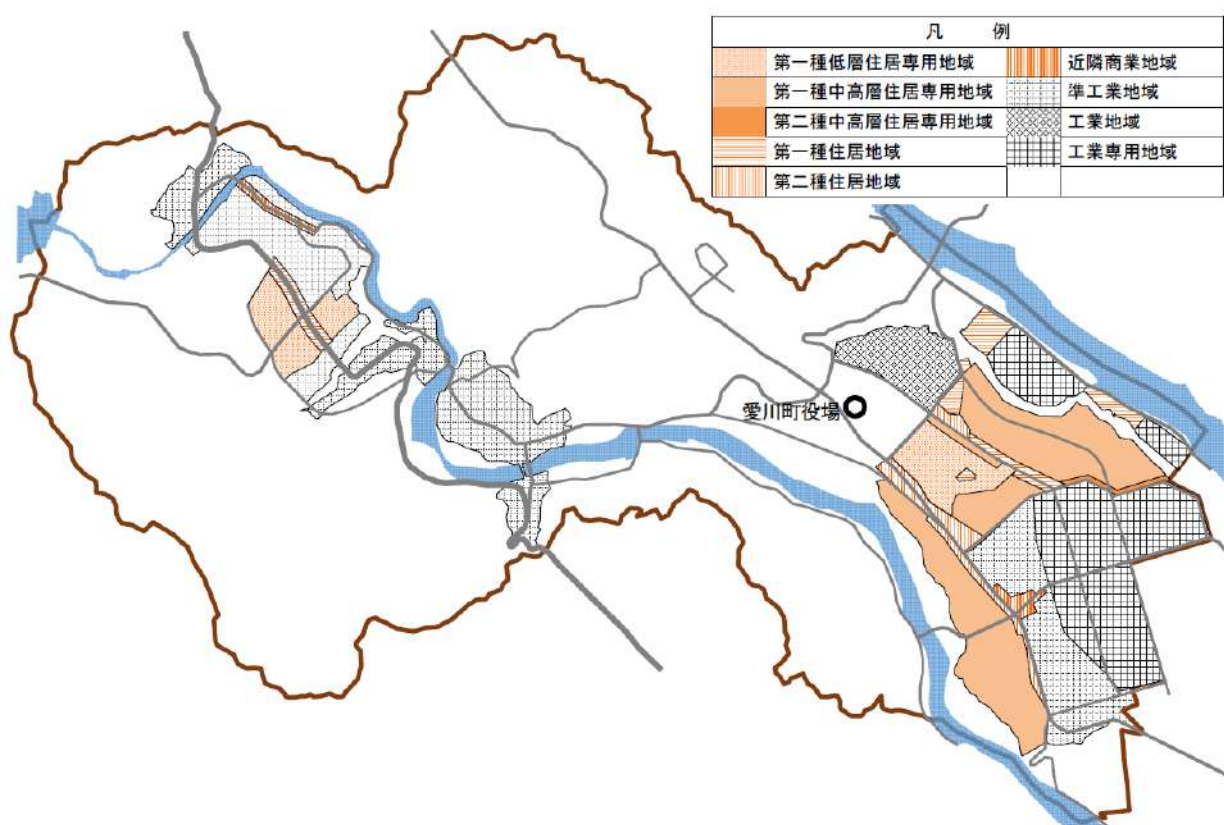 凡 例
第一種低層住居専用地域 近隣商業地域
第一種中高層住居専用地域 準工業地域
第二種中高層住居専用地域 工業地域
第一種住居地域 工業専用地域
第二種住居地域
愛川町役場